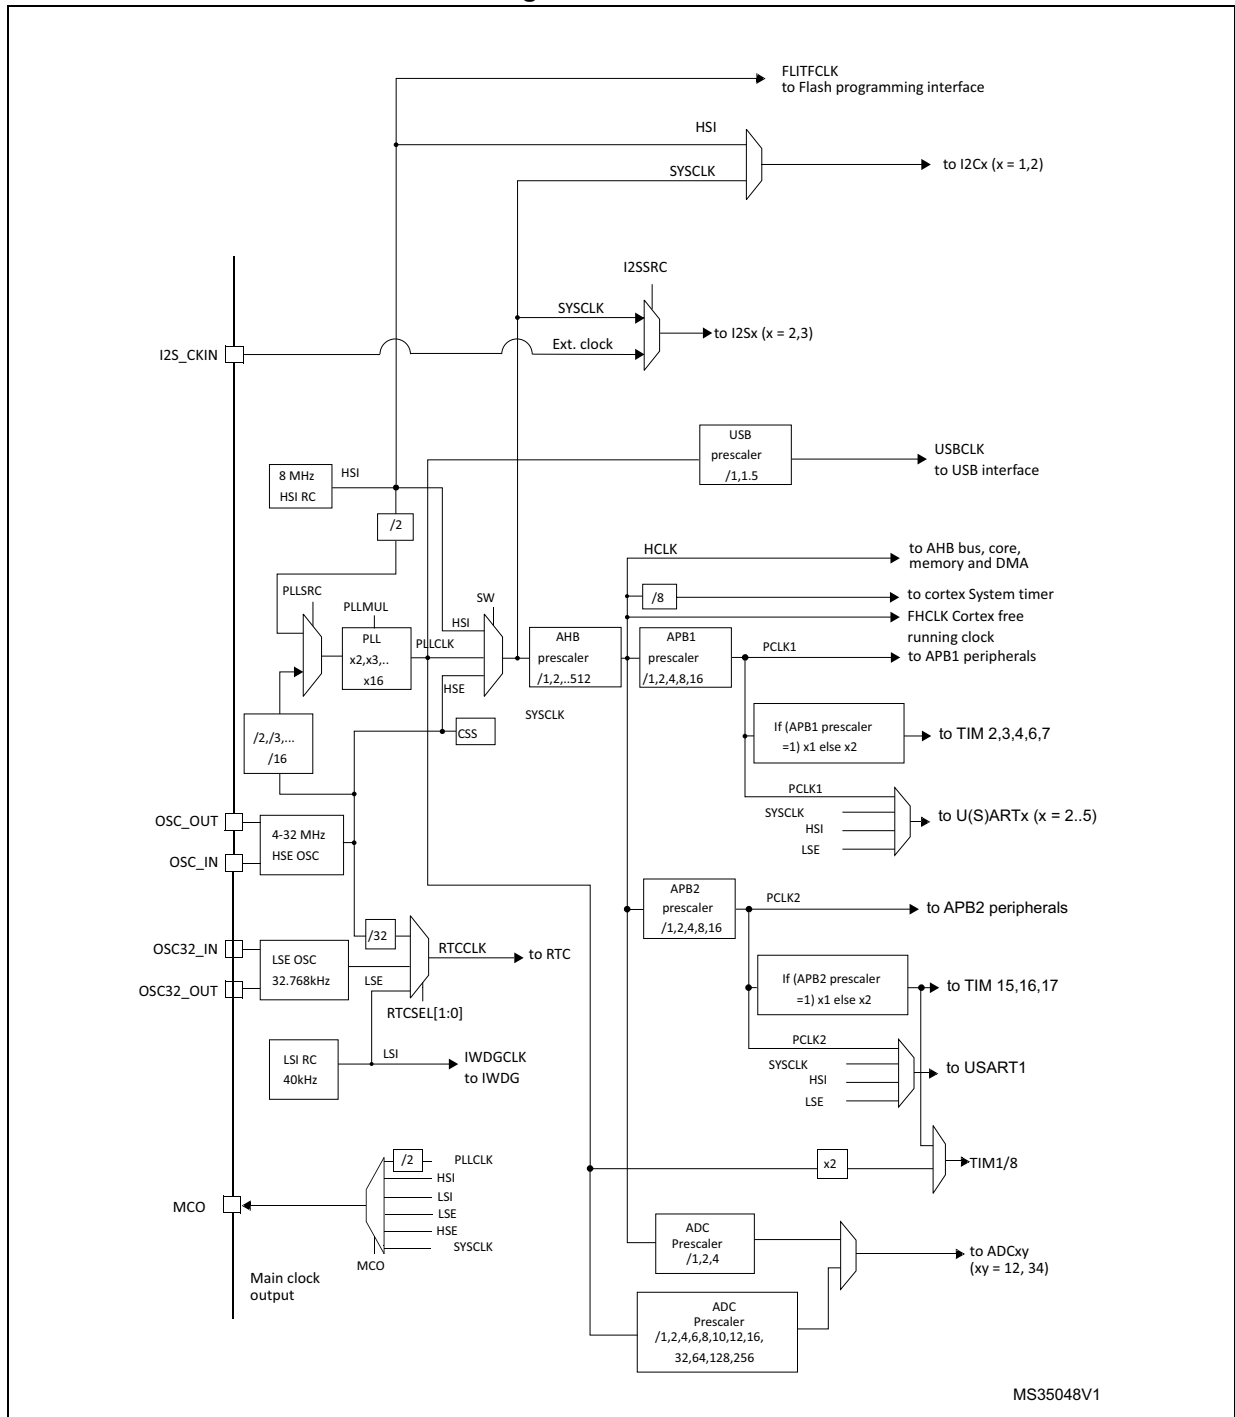 FLITFCLK
to Flash programming interface
HSI
to I2Cx (x = 1,2)
SYSCLK
I2SSRC
SYSCLK
to I2Sx (x = 2,3)
I2S_CKIN
Ext. clock
USB
prescaler
/1,1.5
USBCLK
to USB interface
8 MHz
HSI RC
HSI
/2
HCLK
to AHB bus, core,
memory and DMA
/8
to cortex System timer
FHCLK Cortex free
running clock
PLLSRC
PLLMUL
PLL
x2,x3,..
x16
PLLCLK
SW
HSI
HSE
AHB
prescaler
/1,2,..512
APB1
prescaler
/1,2,4,8,16
PCLK1
to APB1 peripherals
SYSCLK
CSS
/2,/3,...
/16
If (APB1 prescaler
=1) x1 else x2
to TIM 2,3,4,6,7
PCLK1
SYSCLK
HSI
LSE
to U(S)ARTx (x = 2..5)
OSC_OUT
OSC_IN
4-32 MHz
HSE OSC
APB2
prescaler
/1,2,4,8,16
PCLK2
to APB2 peripherals
/32
OSC32_IN
OSC32_OUT
LSE OSC
32.768kHz
LSE
RTCCLK
to RTC
RTCSEL[1:0]
If (APB2 prescaler
=1) x1 else x2
to TIM 15,16,17
LSI RC
40kHz
LSI
IWDGCLK
to IWDG
PCLK2
SYSCLK
HSI
LSE
to USART1
x2
TIM1/8
/2
PLLCLK
HSI
LSI
LSE
HSE
SYSCLK
MCO
MCO
Main clock
output
ADC
Prescaler
/1,2,4
to ADCxy
(xy = 12, 34)
ADC
Prescaler
/1,2,4,6,8,10,12,16,
32,64,128,256
MS35048V1